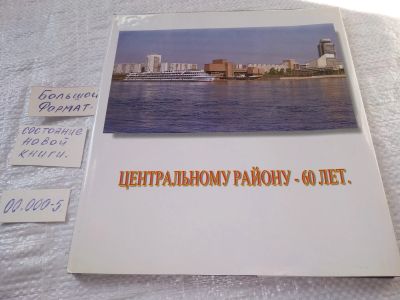 Большой
формат.
состояние
новой
книги.
00.000-5
ЦЕНТРАЛЬНОМУ РАЙОНУ - 60 ЛЕТ.